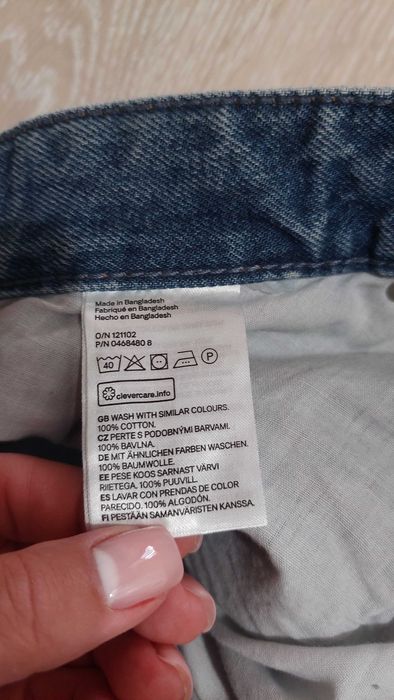 Made in Bangladesh
Fabriqué en Bangladesh
Hecho en Bangladesh
O/N 121102
P/N 0468480 8
40 P
clevercare.info
GB WASH WITH SIMILAR COLOURS.
100% COTTON.
CZ PERTE S PODOBNÝMI BARVAMI.
100% BAVLNA.
DE MIT ÄHNLICHEN FARBEN WASCHEN.
100% BAUMWOLLE.
EE PESE KOOS SARNAST VÄRVI
RIIETEGA. 100% PUUVILL.
ES LAVAR CON PRENDAS DE COLOR
PARECIDO. 100% ALGODÓN.
FI PESTÄÄN SAMANVÄRISTEN KANSSA.